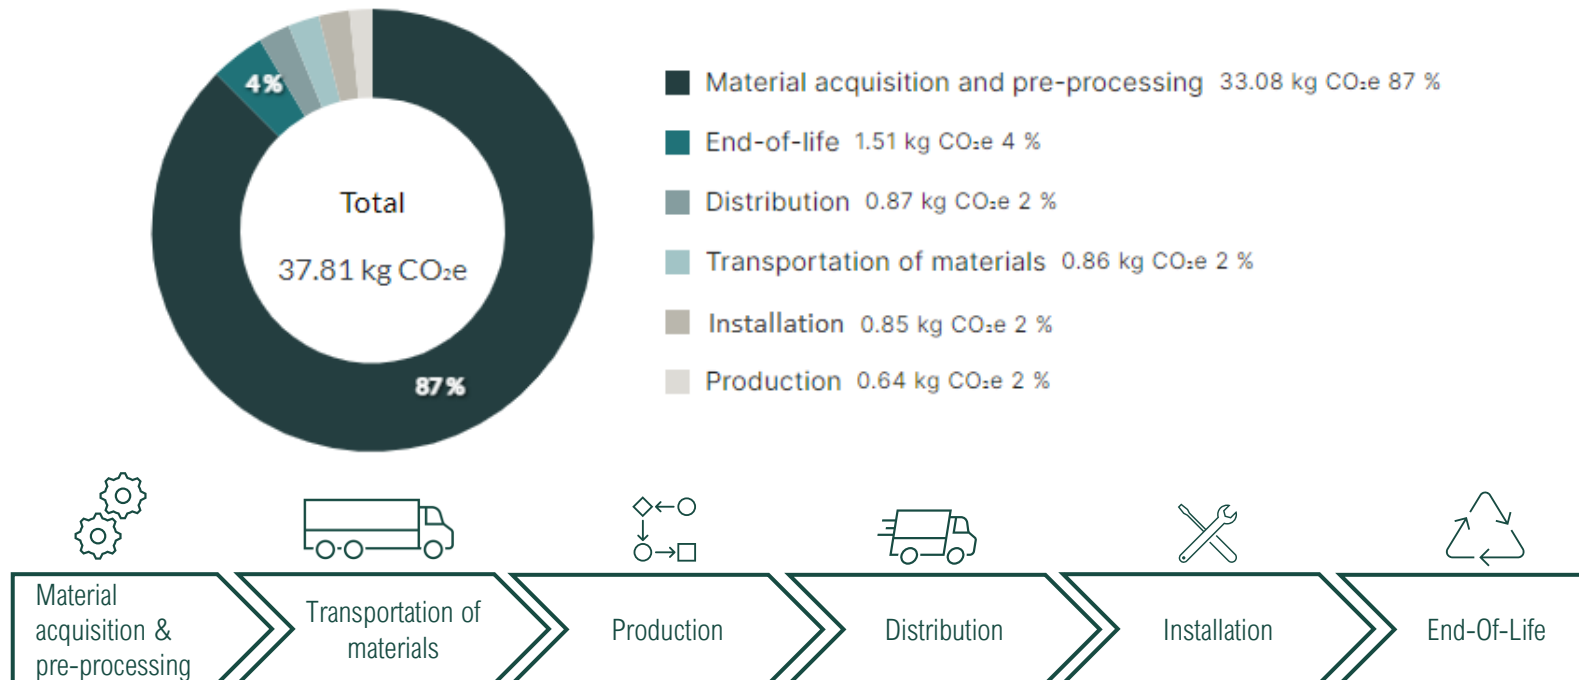 4%
87%
Total
37.81 kg CO₂e
Material acquisition and pre-processing 33.08 kg CO₂e 87 %
End-of-life 1.51 kg CO₂e 4 %
Distribution 0.87 kg CO₂e 2 %
Transportation of materials 0.86 kg CO₂e 2 %
Installation 0.85 kg CO₂e 2 %
Production 0.64 kg CO₂e 2 %
Material
acquisition &
pre-processing
Transportation of
materials
Production
Distribution
Installation
End-Of-Life